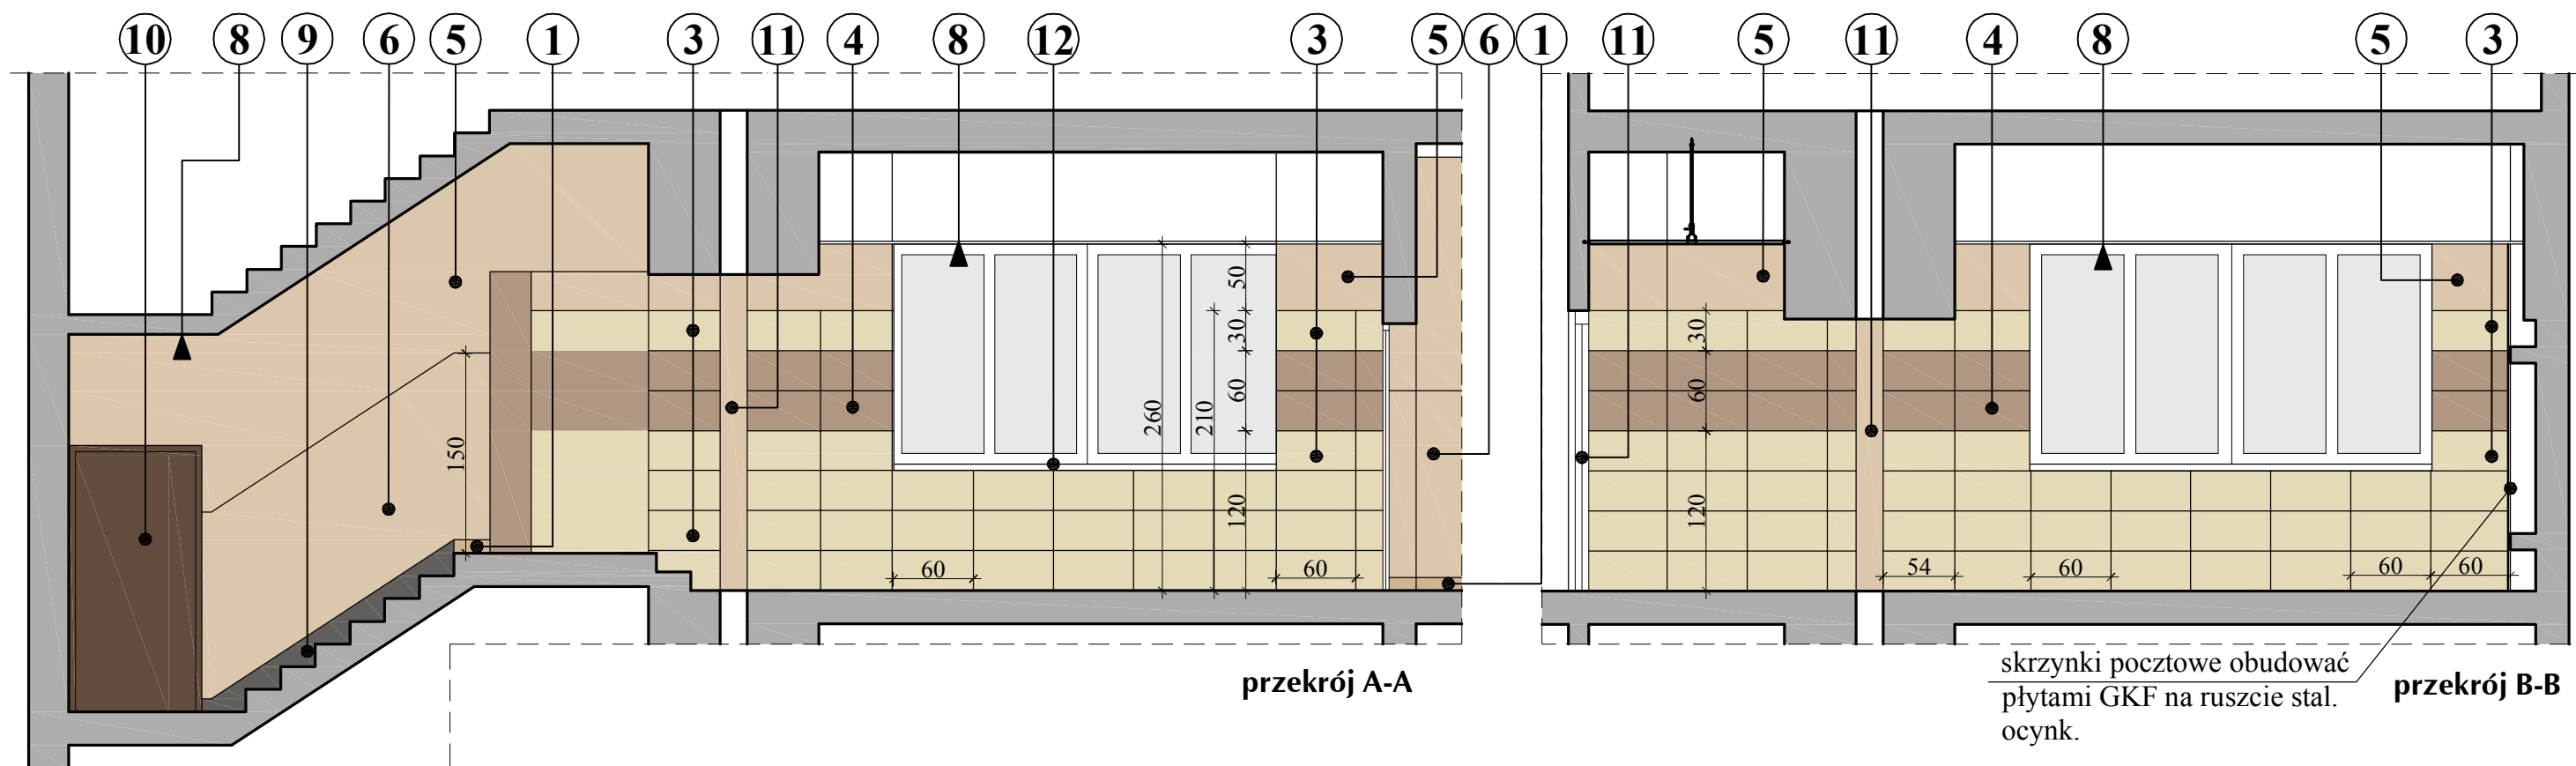 10 8 9 6 5 1 3 11 4 8 12 3 5 6 1 11 5 11 4 8 5 3
50
30 30
60 60
260 210
150
120 120
60 60 54 60 60 60
przekrój A-A
skrzynki pocztowe obudować
płytami GKF na ruszcie stal.
ocynk.
przekrój B-B